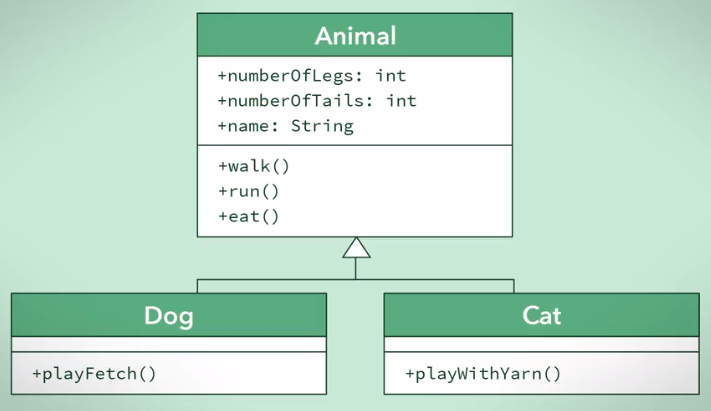 Animal
+numberOfLegs: int
+numberOfTails: int
+name: String
+walk()
+run()
+eat()
Dog
+playFetch()
Cat
+playWithYarn()